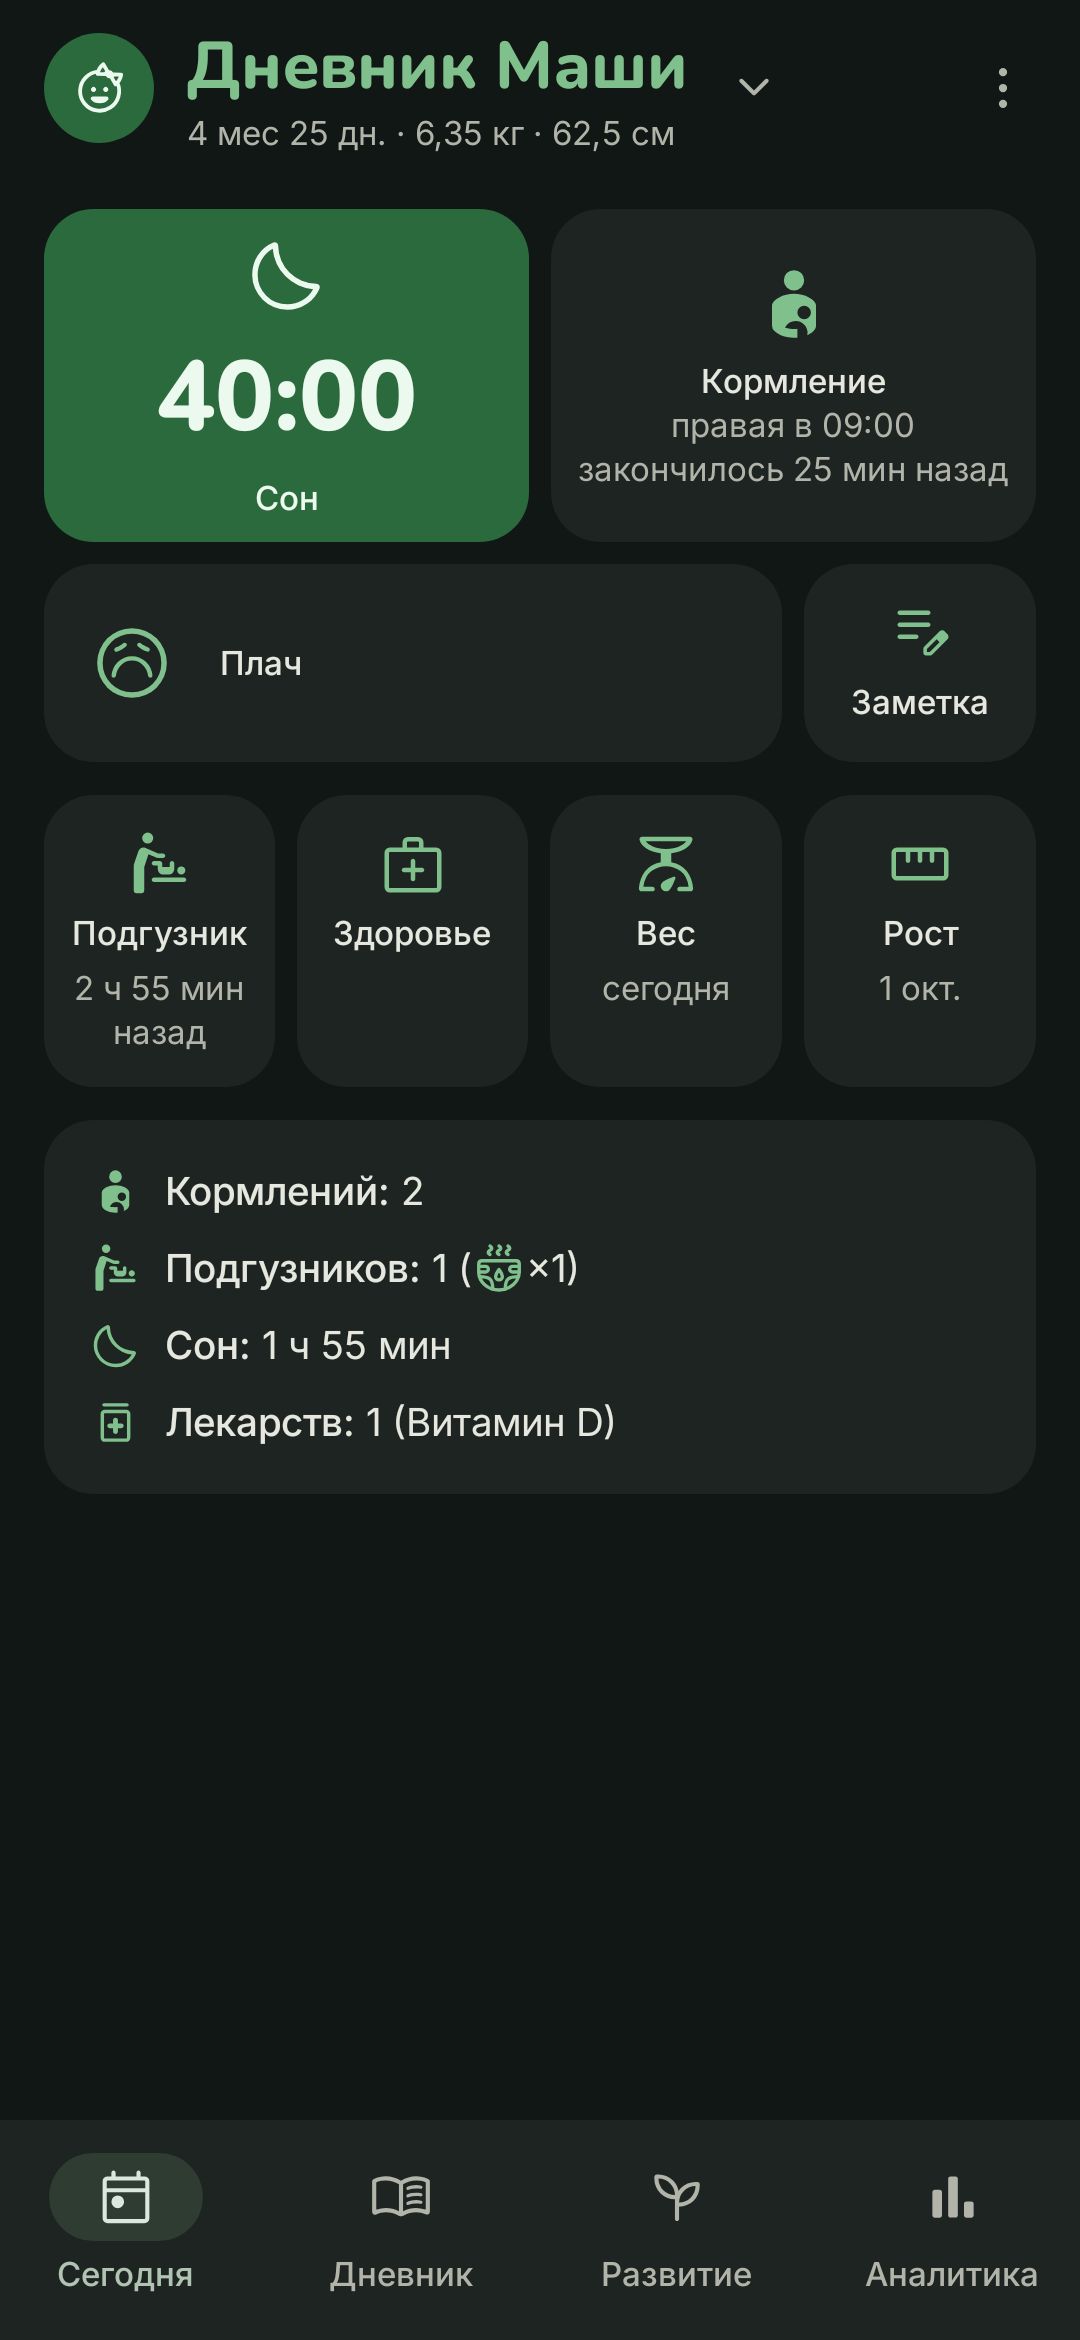 Дневник Маши
4 мес 25 дн. · 6,35 кг · 62,5 см
40:00
Сон
Кормление
правая в 09:00
закончилось 25 мин назад
Плач
Заметка
Подгузник
2 ч 55 мин
назад
Здоровье
Вес
сегодня
Рост
1 окт.
Кормлений: 2
Подгузников: 1 (×1)
Сон: 1 ч 55 мин
Лекарств: 1 (Витамин D)
Сегодня
Дневник
Развитие
Аналитика